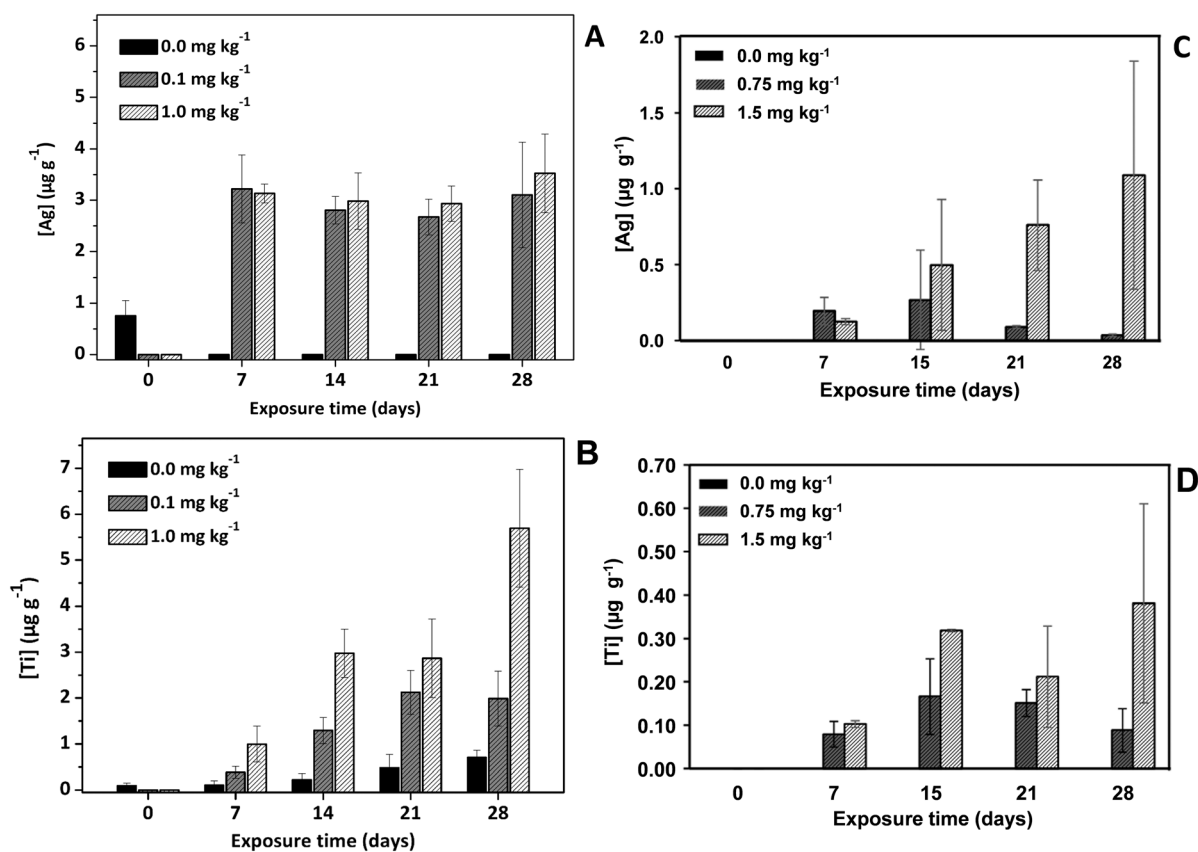 A
0.0 mg kg⁻¹
0.1 mg kg⁻¹
1.0 mg kg⁻¹
[Ag] (µg g⁻¹)
6
5
4
3
2
1
0
0 7 14 21 28
Exposure time (days)
C
0.0 mg kg⁻¹
0.75 mg kg⁻¹
1.5 mg kg⁻¹
[Ag] (µg g⁻¹)
2.0
1.5
1.0
0.5
0.0
0 7 15 21 28
Exposure time (days)
B
0.0 mg kg⁻¹
0.1 mg kg⁻¹
1.0 mg kg⁻¹
[Ti] (µg g⁻¹)
7
6
5
4
3
2
1
0
0 7 14 21 28
Exposure time (days)
D
0.0 mg kg⁻¹
0.75 mg kg⁻¹
1.5 mg kg⁻¹
[Ti] (µg g⁻¹)
0.70
0.60
0.50
0.40
0.30
0.20
0.10
0.00
0 7 15 21 28
Exposure time (days)